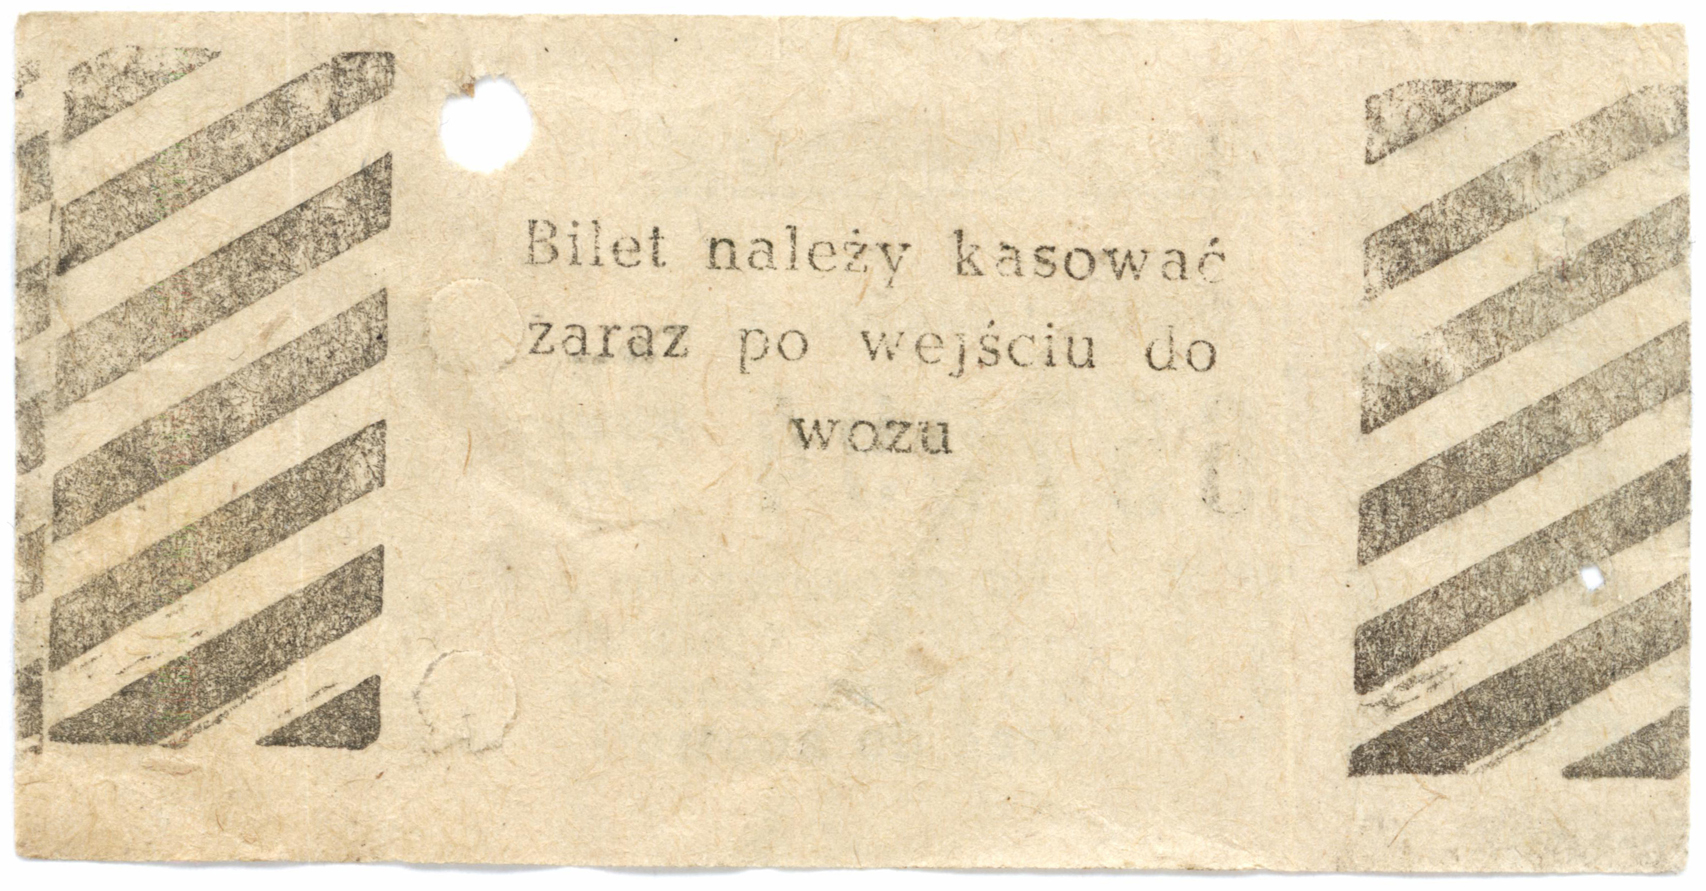 Bilet należy kasować
zaraz po wejściu do
wozu